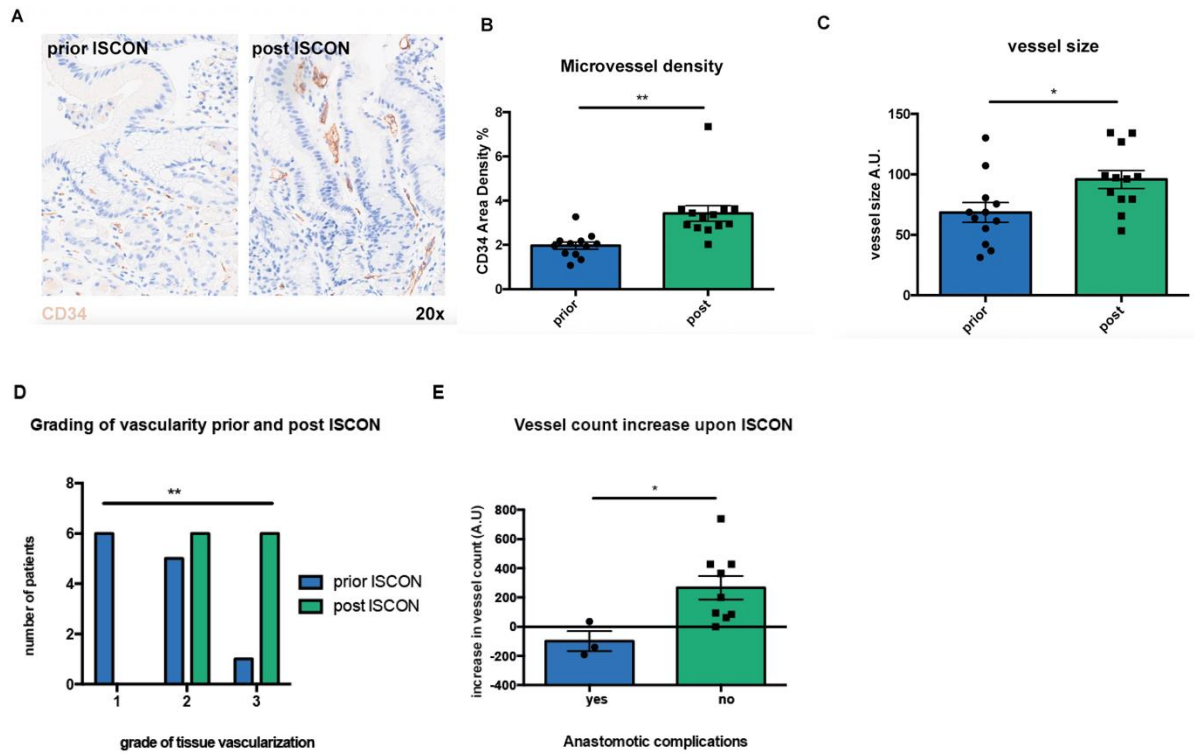 A
prior ISCON
post ISCON
CD34
20x
B
Microvessel density
**
CD34 Area Density %
8
6
4
2
0
prior
post
C
vessel size
*
vessel size A.U.
150
100
50
0
prior
post
D
Grading of vascularity prior and post ISCON
**
number of patients
8
6
4
2
0
1
2
3
grade of tissue vascularization
prior ISCON
post ISCON
E
Vessel count increase upon ISCON
*
increase in vessel count (A.U)
800
600
400
200
0
-200
-400
yes
no
Anastomotic complications